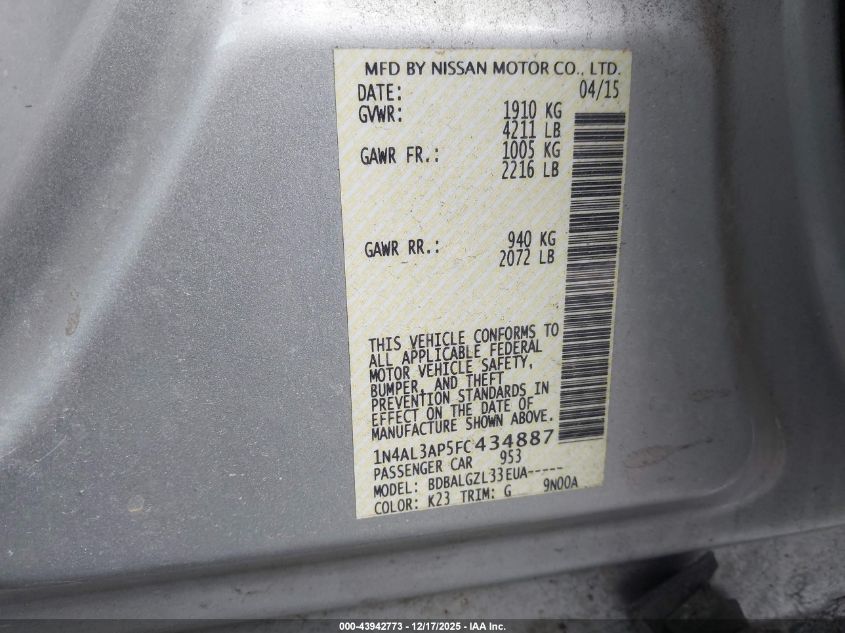 MFD BY NISSAN MOTOR CO., LTD.
DATE: 04/15
GVWR: 1910 KG
4211 LB
GAWR FR.: 1005 KG
2216 LB
GAWR RR.: 940 KG
2072 LB
THIS VEHICLE CONFORMS TO
ALL APPLICABLE FEDERAL
MOTOR VEHICLE SAFETY,
BUMPER, AND THEFT
PREVENTION STANDARDS IN
EFFECT ON THE DATE OF
MANUFACTURE SHOWN ABOVE.
1N4AL3AP5FC434887
PASSENGER CAR 953
MODEL: BDBALGZL33EUA-----
COLOR: K23 TRIM: G 9N00A
000-43942773 – 12/17/2025 – IAA Inc.